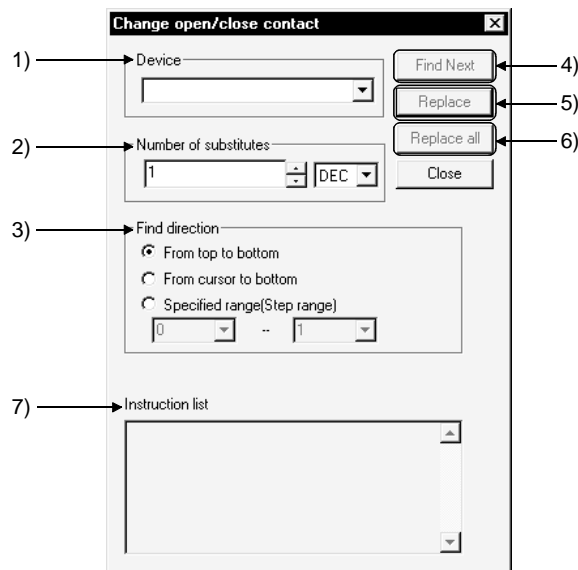 Change open/close contact
1)
Device
Find Next
4)
Replace
5)
2)
Number of substitutes
Replace all
6)
1
DEC
Close
3)
Find direction
From top to bottom
From cursor to bottom
Specified range(Step range)
0 -- 1
7)
Instruction list